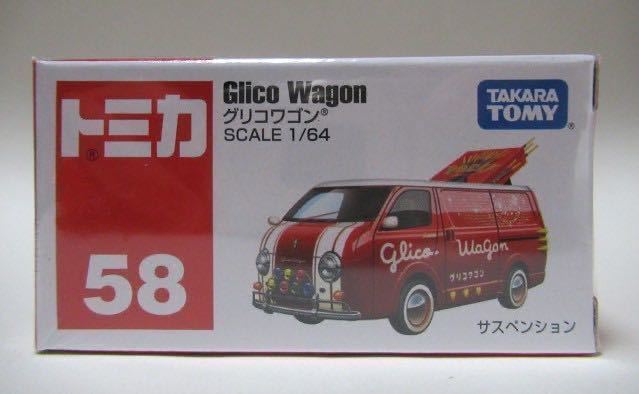 トミカ®
58
Glico Wagon
グリコワゴン®
SCALE 1/64
TAKARA
TOMY®
Glico. Wagon
グリコワゴン
サスペンション